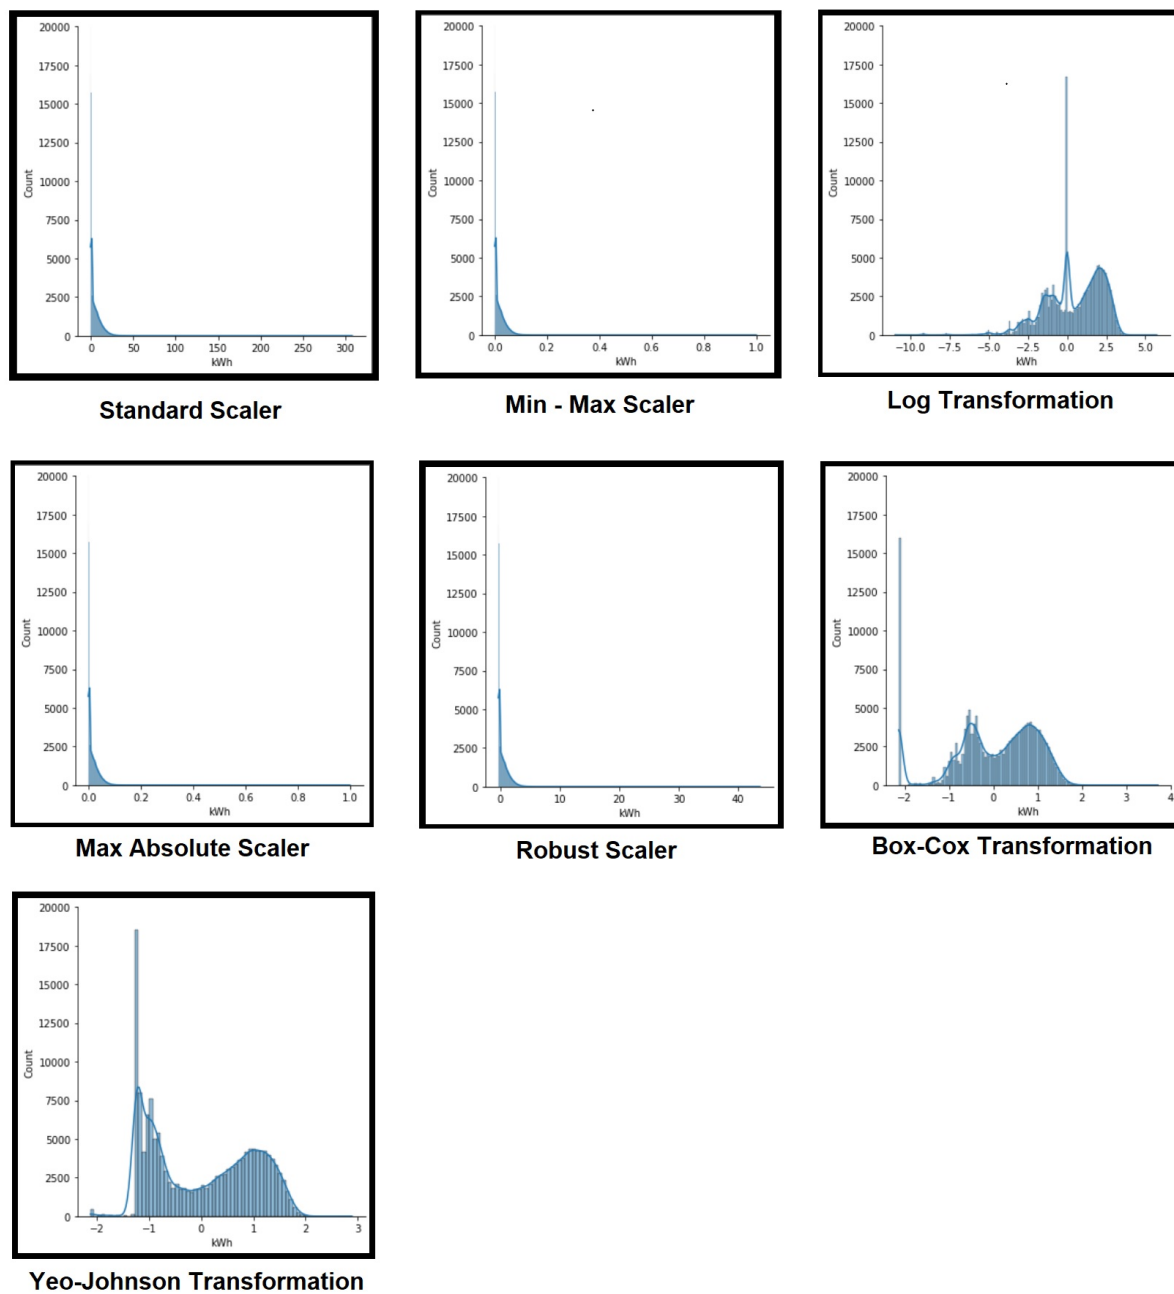 20000
17500
15000
12500
10000
7500
5000
2500
0
Count
0 50 100 150 200 250 300
kWh
Standard Scaler
20000
17500
15000
12500
10000
7500
5000
2500
0
Count
0.0 0.2 0.4 0.6 0.8 1.0
kWh
Min - Max Scaler
20000
17500
15000
12500
10000
7500
5000
2500
0
Count
−10.0 −7.5 −5.0 −2.5 0.0 2.5 5.0
kWh
Log Transformation
20000
17500
15000
12500
10000
7500
5000
2500
0
Count
0.0 0.2 0.4 0.6 0.8 1.0
kWh
Max Absolute Scaler
20000
17500
15000
12500
10000
7500
5000
2500
0
Count
0 10 20 30 40
kWh
Robust Scaler
20000
17500
15000
12500
10000
7500
5000
2500
0
Count
−2 −1 0 1 2 3 4
kWh
Box-Cox Transformation
20000
17500
15000
12500
10000
7500
5000
2500
0
Count
−2 −1 0 1 2 3
kWh
Yeo-Johnson Transformation